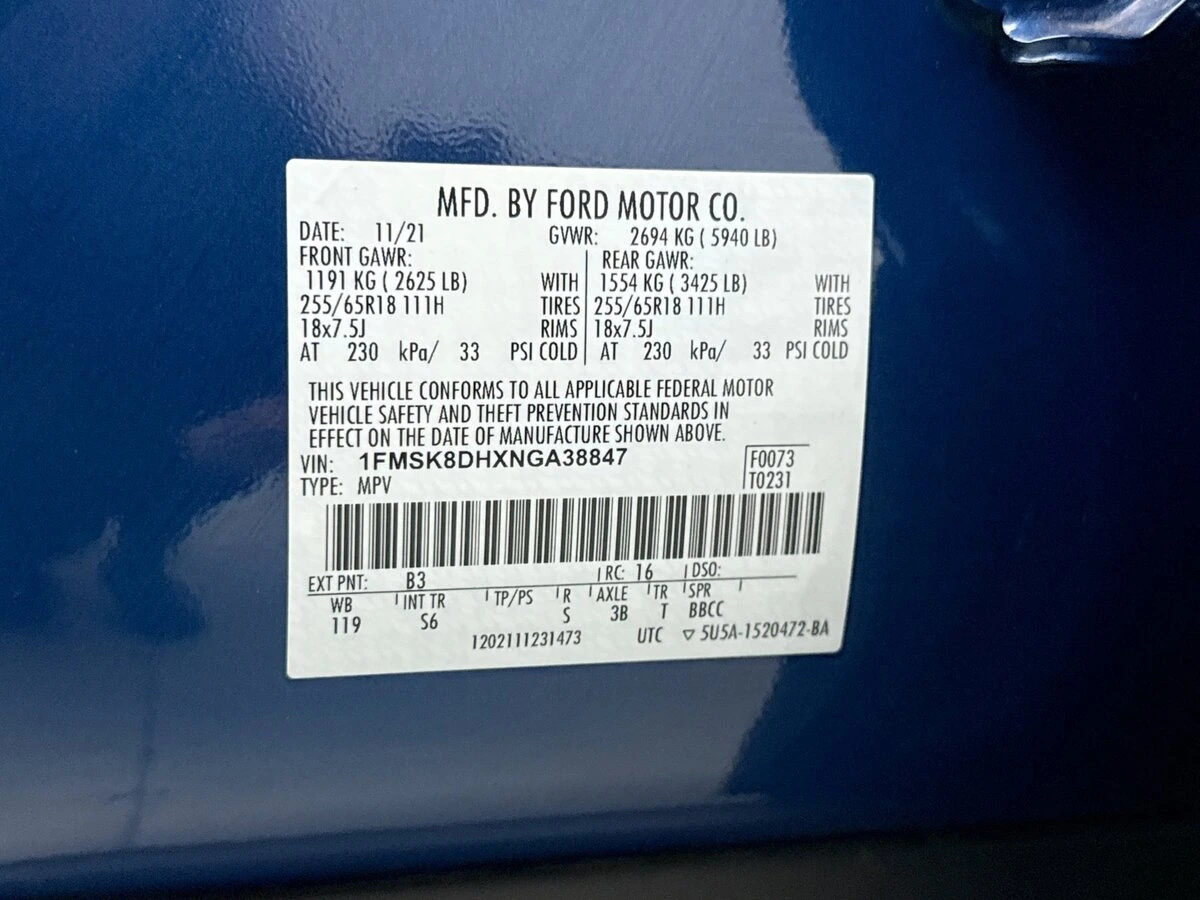 MFD. BY FORD MOTOR CO.
DATE: 11/21 GVWR: 2694 KG ( 5940 LB)
FRONT GAWR: REAR GAWR:
1191 KG ( 2625 LB) WITH 1554 KG ( 3425 LB) WITH
255/65R18 111H TIRES 255/65R18 111H TIRES
18x7.5J RIMS 18x7.5J RIMS
AT 230 kPa/ 33 PSI COLD AT 230 kPa/ 33 PSI COLD
THIS VEHICLE CONFORMS TO ALL APPLICABLE FEDERAL MOTOR
VEHICLE SAFETY AND THEFT PREVENTION STANDARDS IN
EFFECT ON THE DATE OF MANUFACTURE SHOWN ABOVE.
VIN: 1FMSK8DHXNGA38847 F0073
TYPE: MPV T0231
EXT PNT: B3 RC: 16 DSO:
WB INT TR TP/PS R AXLE TR SPR
119 S6 S 3B T BBCC
1202111231473 UTC ▽ 5U5A-1520472-BA